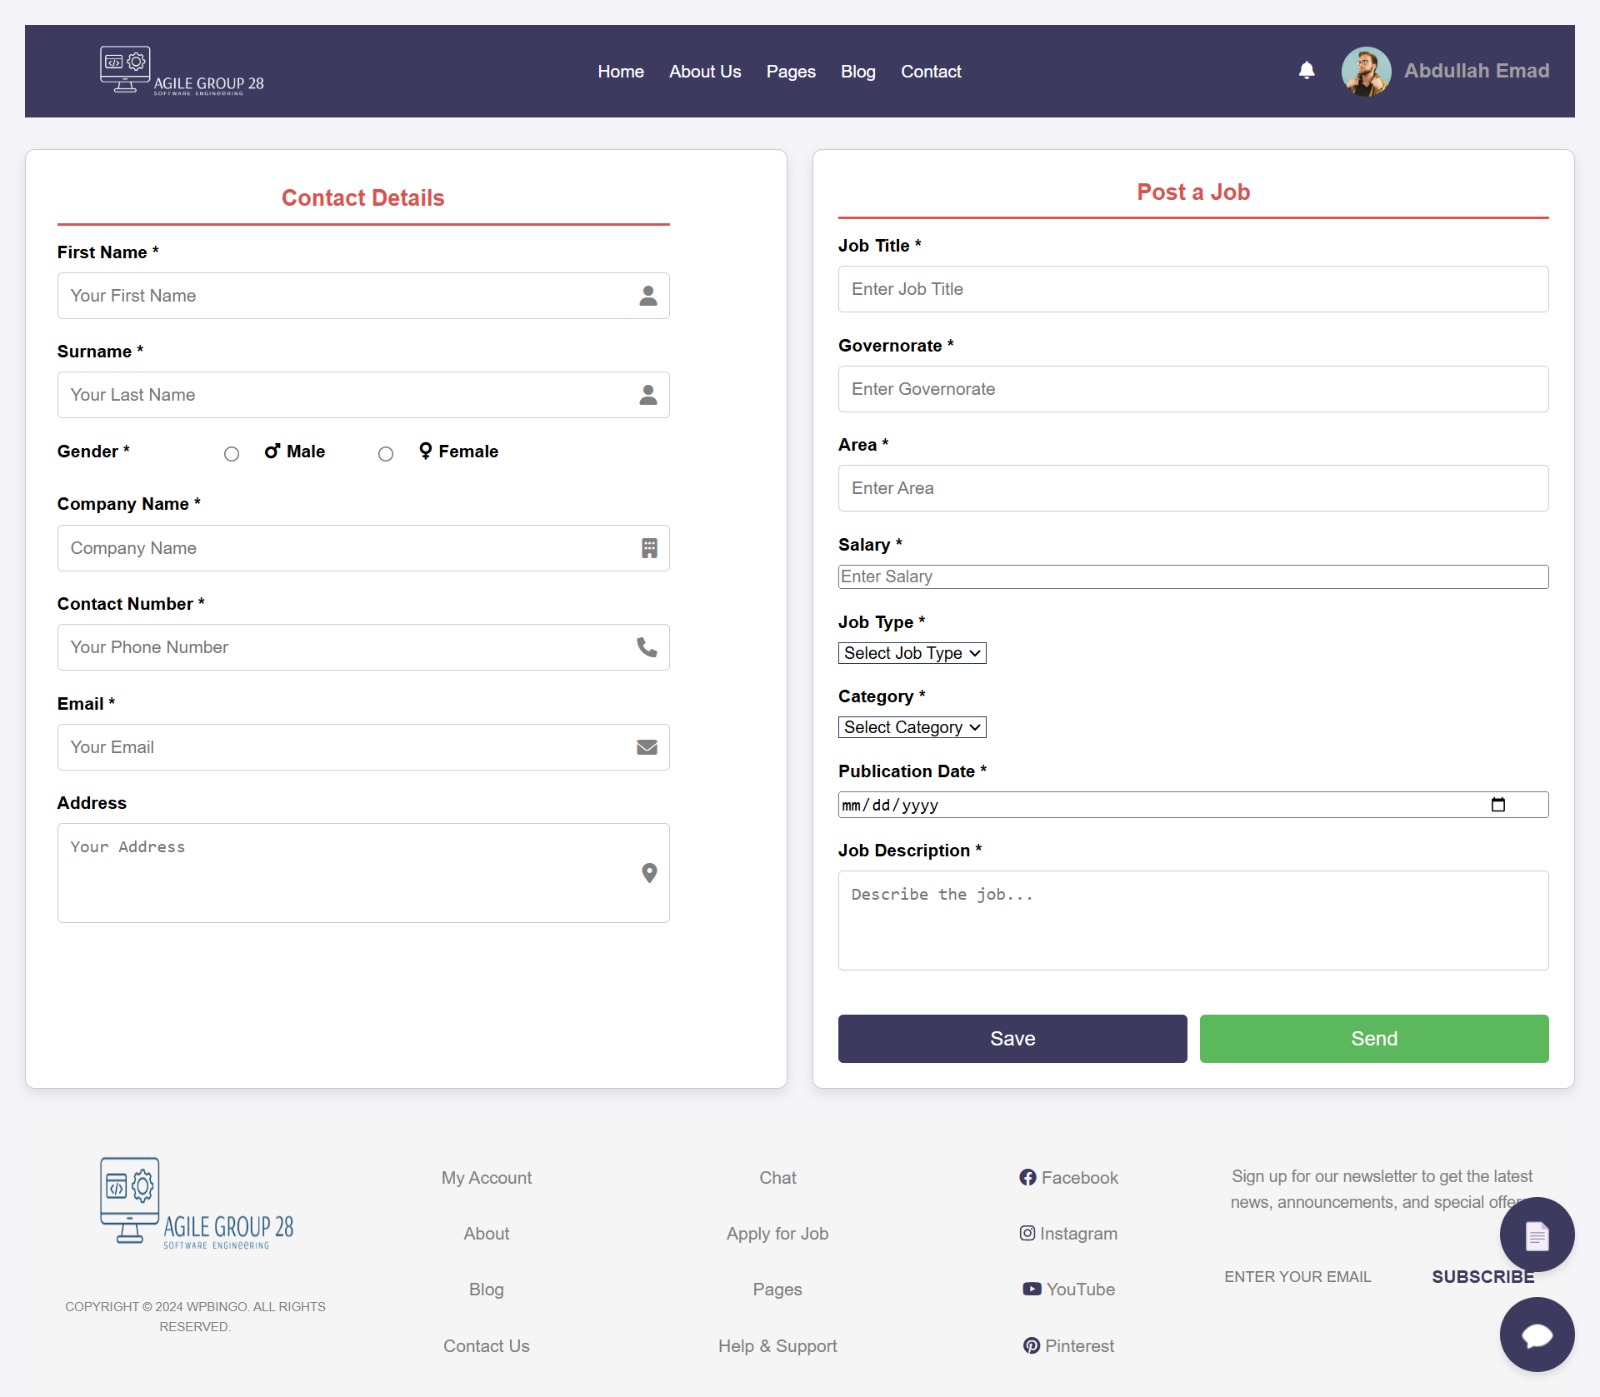 AGILE GROUP 28
SOFTWARE ENGINEERING
Home About Us Pages Blog Contact
Abdullah Emad
Contact Details
First Name *
Your First Name
Surname *
Your Last Name
Gender * Male Female
Company Name *
Company Name
Contact Number *
Your Phone Number
Email *
Your Email
Address
Your Address
Post a Job
Job Title *
Enter Job Title
Governorate *
Enter Governorate
Area *
Enter Area
Salary *
Enter Salary
Job Type *
Select Job Type
Category *
Select Category
Publication Date *
mm/dd/yyyy
Job Description *
Describe the job...
Save Send
AGILE GROUP 28
SOFTWARE ENGINEERING
COPYRIGHT © 2024 WPBINGO. ALL RIGHTS
RESERVED.
My Account
About
Blog
Contact Us
Chat
Apply for Job
Pages
Help & Support
Facebook
Instagram
YouTube
Pinterest
Sign up for our newsletter to get the latest
news, announcements, and special
ENTER YOUR EMAIL SUBSCRIBE